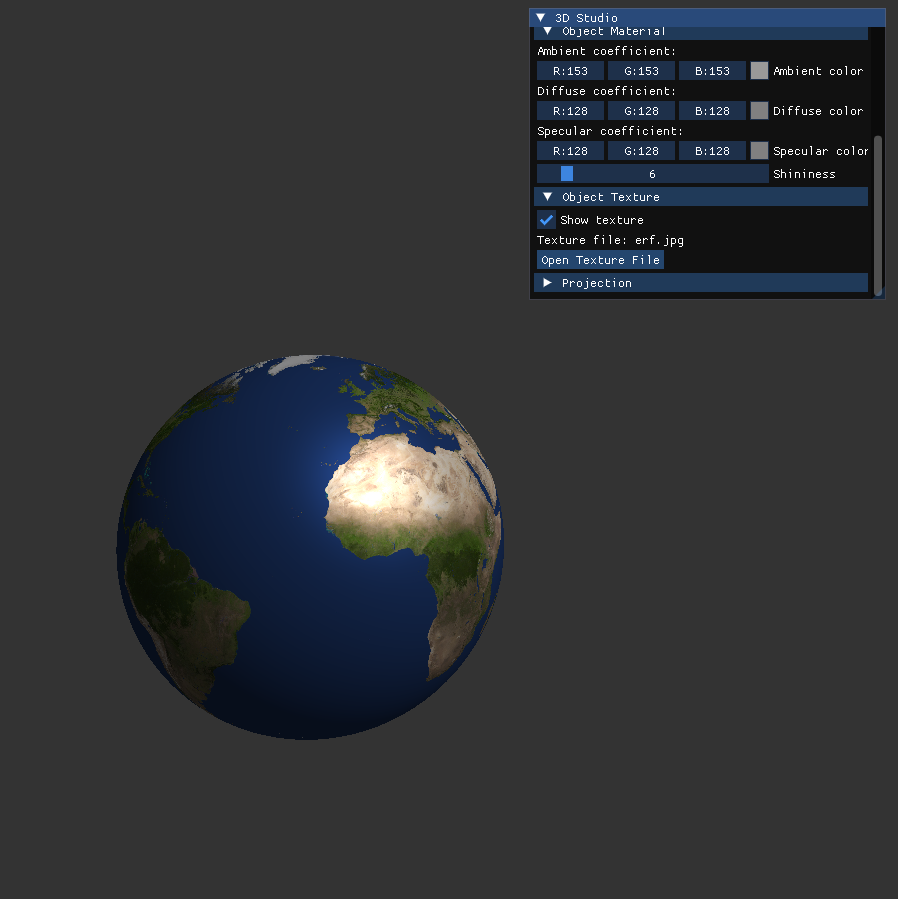 3D Studio
Object Material
Ambient coefficient:
R:153 G:153 B:153 Ambient color
Diffuse coefficient:
R:128 G:128 B:128 Diffuse color
Specular coefficient:
R:128 G:128 B:128 Specular color
6 Shininess
Object Texture
Show texture
Texture file: erf.jpg
Open Texture File
Projection